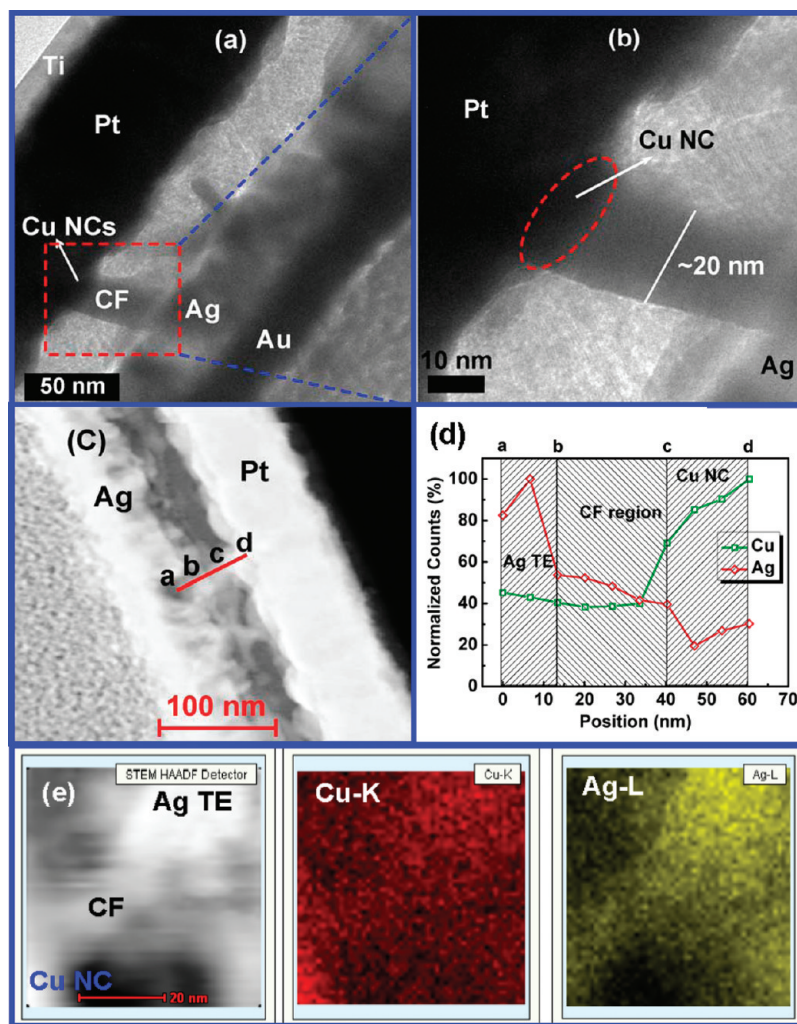 (a)
Ti
Pt
Cu NCs
CF
Ag
Au
50 nm
(b)
Pt
Cu NC
~20 nm
10 nm
Ag
(C)
Ag
Pt
a b c d
100 nm
(d)
a b c d
Normalized Counts (%)
100
80
60
40
20
0
Ag TE
CF region
Cu NC
Cu
Ag
0 10 20 30 40 50 60 70
Position (nm)
(e)
STEM HAADF Detector
Ag TE
CF
Cu NC
20 nm
Cu-K
Cu-K
Ag-L
Ag-L